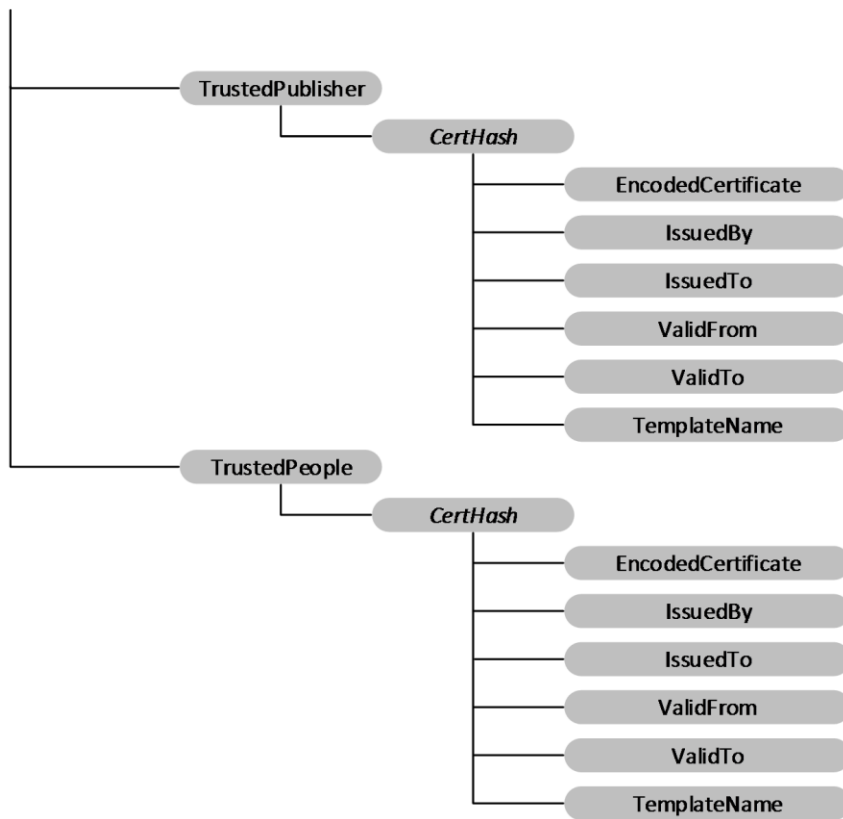 TrustedPublisher
CertHash
EncodedCertificate
IssuedBy
IssuedTo
ValidFrom
ValidTo
TemplateName
TrustedPeople
CertHash
EncodedCertificate
IssuedBy
IssuedTo
ValidFrom
ValidTo
TemplateName